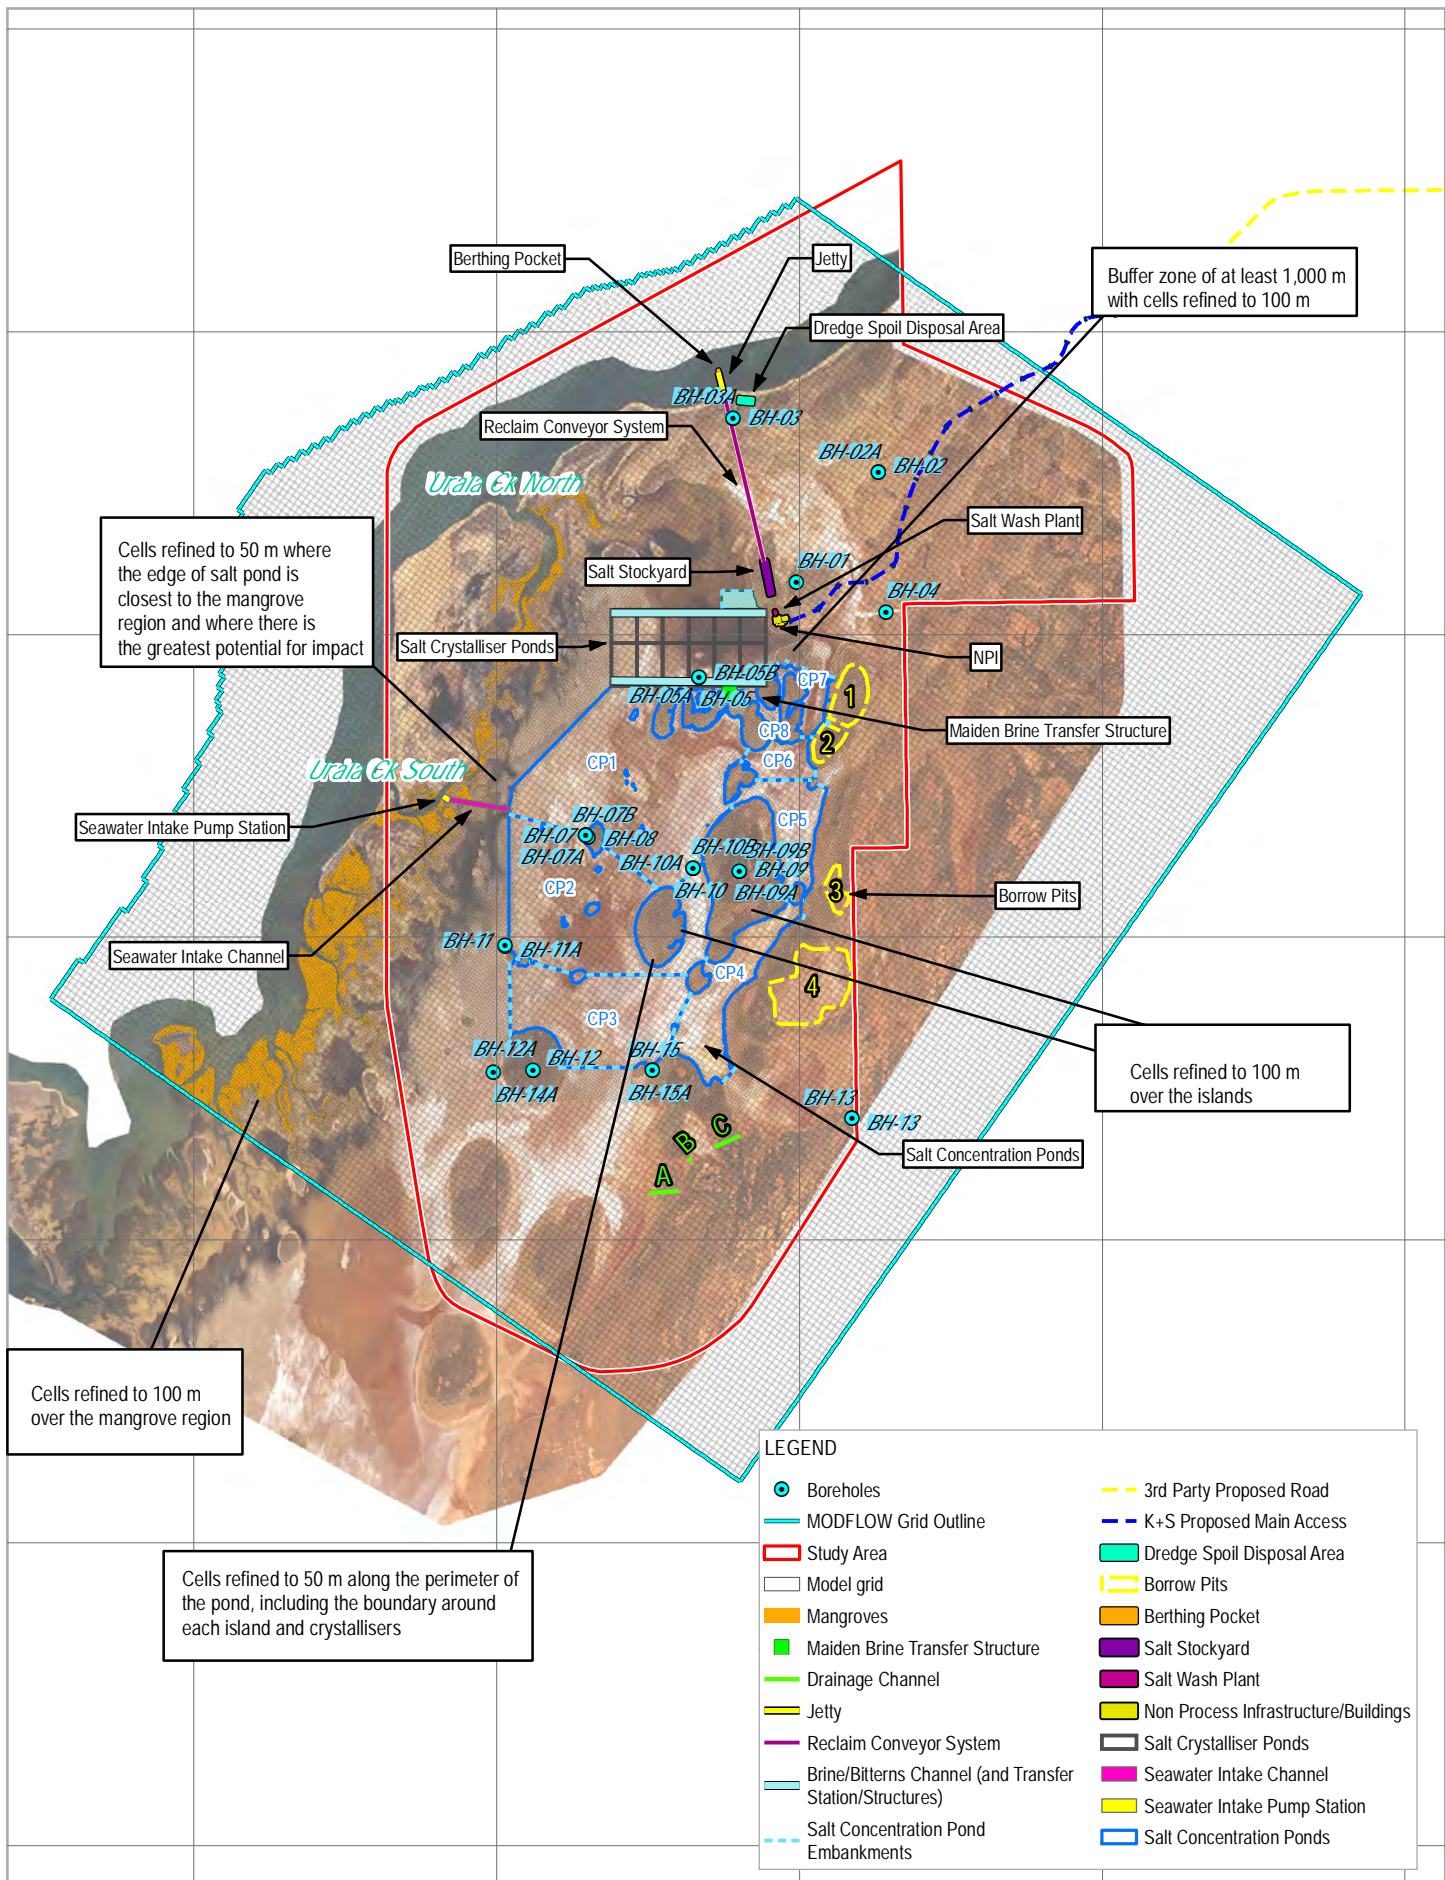 Berthing Pocket
Jetty
Buffer zone of at least 1,000 m
with cells refined to 100 m
Dredge Spoil Disposal Area
BH-03A
BH-03
Reclaim Conveyor System
BH-02A
BH-02
Urala Ck North
Salt Wash Plant
Cells refined to 50 m where
the edge of salt pond is
closest to the mangrove
region and where there is
the greatest potential for impact
BH-01
Salt Stockyard
BH-04
Salt Crystalliser Ponds
NPI
BH-05B
BH-05A
BH-05
CP7
1
CP8
2
Maiden Brine Transfer Structure
CP6
CP1
Urala Ck South
Seawater Intake Pump Station
CP5
BH-07B
BH-07
BH-08
BH-07A
BH-10B
BH-09B
BH-10A
BH-09
BH-10
BH-09A
CP2
3
Borrow Pits
BH-11
BH-11A
Seawater Intake Channel
CP4
4
CP3
BH-12A
BH-12
BH-15
BH-14A
BH-15A
Cells refined to 100 m
over the islands
BH-13
BH-13
C
B
A
Salt Concentration Ponds
Cells refined to 100 m
over the mangrove region
Cells refined to 50 m along the perimeter of
the pond, including the boundary around
each island and crystallisers
LEGEND
Boreholes
MODFLOW Grid Outline
Study Area
Model grid
Mangroves
Maiden Brine Transfer Structure
Drainage Channel
Jetty
Reclaim Conveyor System
Brine/Bitterns Channel (and Transfer
Station/Structures)
Salt Concentration Pond
Embankments
3rd Party Proposed Road
K+S Proposed Main Access
Dredge Spoil Disposal Area
Borrow Pits
Berthing Pocket
Salt Stockyard
Salt Wash Plant
Non Process Infrastructure/Buildings
Salt Crystalliser Ponds
Seawater Intake Channel
Seawater Intake Pump Station
Salt Concentration Ponds